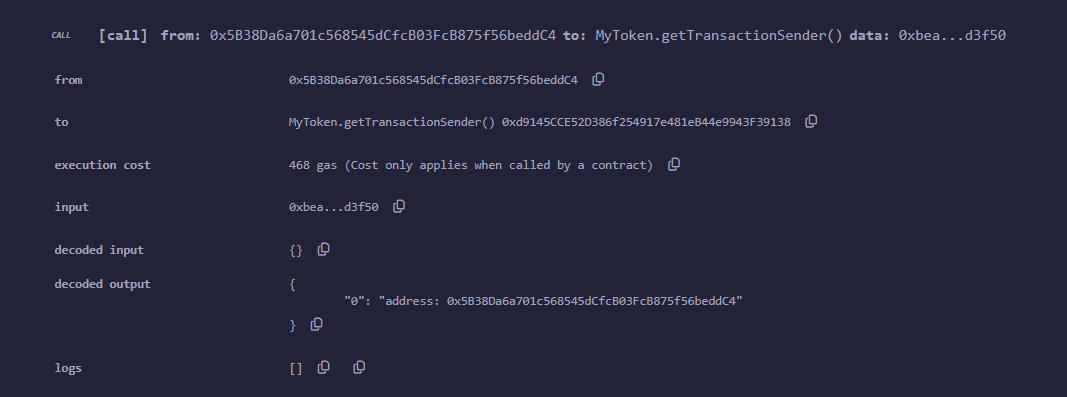 CALL [call] from: 0x5B38Da6a701c568545dCfcB03FcB875f56beddC4 to: MyToken.getTransactionSender() data: 0xbea...d3f50
from 0x5B38Da6a701c568545dCfcB03FcB875f56beddC4
to MyToken.getTransactionSender() 0xd9145CCE52D386f254917e481eB44e9943F39138
execution cost 468 gas (Cost only applies when called by a contract)
input 0xbea...d3f50
decoded input {}
decoded output {
"0": "address: 0x5B38Da6a701c568545dCfcB03FcB875f56beddC4"
}
logs []